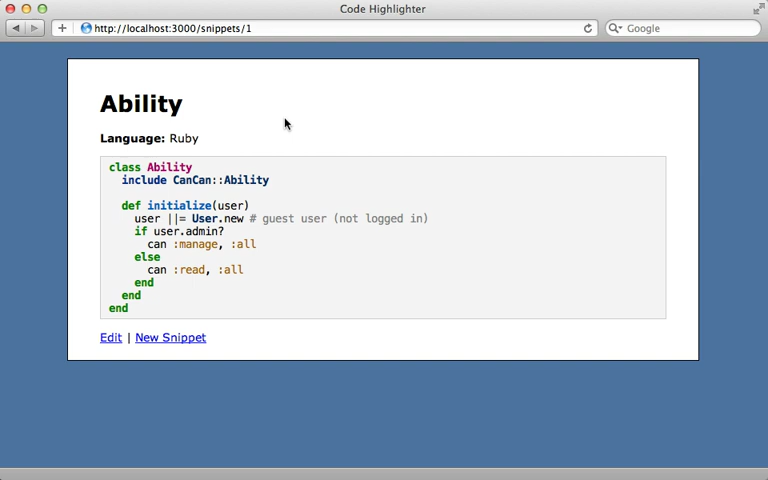 Code Highlighter
http://localhost:3000/snippets/1
Google
Ability
Language: Ruby
class Ability
  include CanCan::Ability
  def initialize(user)
    user ||= User.new # guest user (not logged in)
    if user.admin?
      can :manage, :all
    else
      can :read, :all
    end
  end
end
Edit | New Snippet